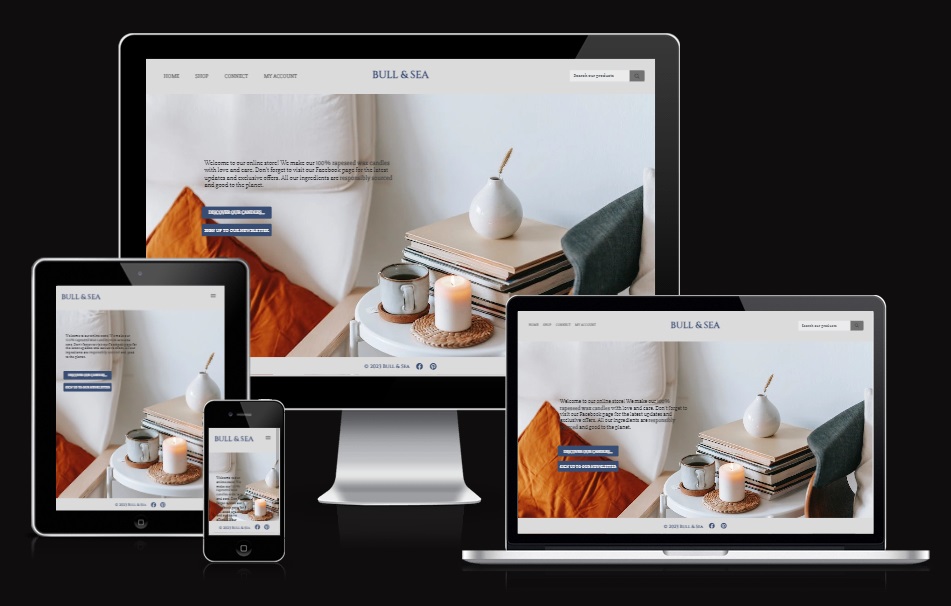 HOME SHOP CONNECT MY ACCOUNT
BULL & SEA
Search our products
Welcome to our online store! We make our 100% rapeseed wax candles
with love and care. Don't forget to visit our Facebook page for the latest
updates and exclusive offers. All our ingredients are responsibly sourced
and good to the planet.
DISCOVER OUR CANDLES...
SIGN UP TO OUR NEWSLETTER
© 2023 BULL & SEA
BULL & SEA
Welcome to our online store! We make our
100% rapeseed wax candles with love and
care. Don't forget to visit our Facebook page for
the latest updates and exclusive offers. All our
ingredients are responsibly sourced and good
to the planet.
DISCOVER OUR CANDLES...
SIGN UP TO OUR NEWSLETTER
© 2023 BULL & SEA
BULL & SEA
Welcome to our
© 2023 BULL & SEA
HOME SHOP CONNECT MY ACCOUNT
BULL & SEA
Search our products
Welcome to our online store! We make our 100%
rapeseed wax candles with love and care. Don't forget to
visit our Facebook page for the latest updates and
exclusive offers. All our ingredients are responsibly
sourced and good to the planet.
DISCOVER OUR CANDLES...
SIGN UP TO OUR NEWSLETTER
© 2023 BULL & SEA